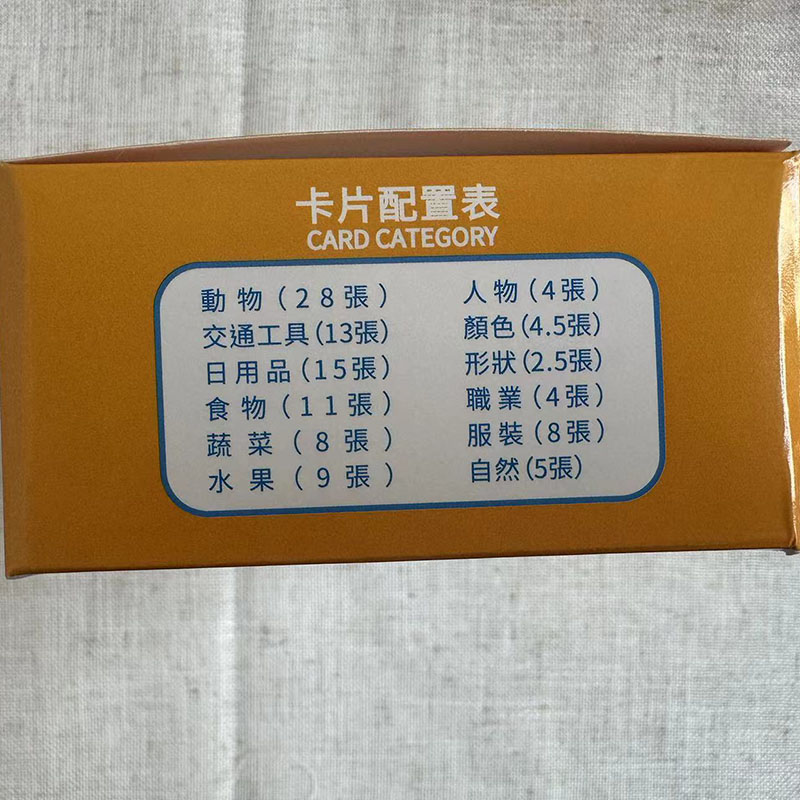 卡片配置表
CARD CATEGORY
動物(28張)
交通工具(13張)
日用品(15張)
食物(11張)
蔬菜(8張)
水果(9張)
人物(4張)
顏色(4.5張)
形狀(2.5張)
職業(4張)
服裝(8張)
自然(5張)